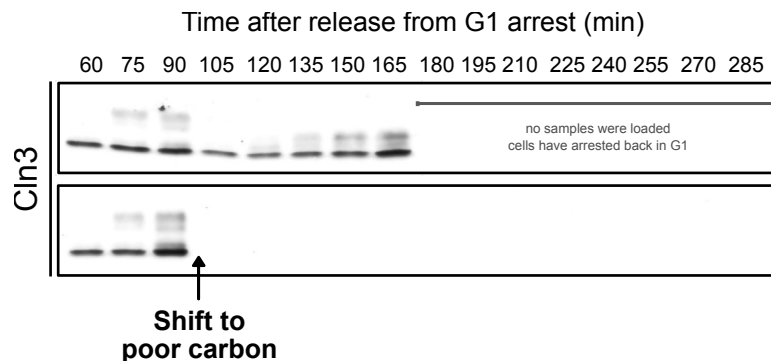 Time after release from G1 arrest (min)
60 75 90 105 120 135 150 165 180 195 210 225 240 255 270 285
no samples were loaded
cells have arrested back in G1
Cln3
Shift to
poor carbon